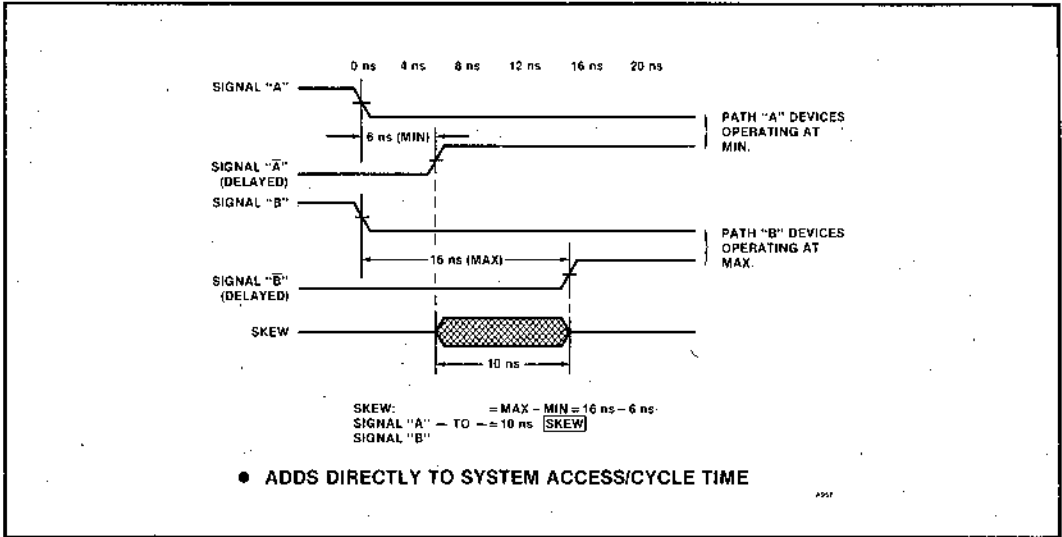 0 ns 4 ns 8 ns 12 ns 16 ns 20 ns
SIGNAL "A"
PATH "A" DEVICES
OPERATING AT
MIN.
6 ns (MIN)
SIGNAL "A̅"
(DELAYED)
SIGNAL "B"
PATH "B" DEVICES
OPERATING AT
MAX.
16 ns (MAX)
SIGNAL "B̅"
(DELAYED)
SKEW
10 ns
SKEW: = MAX – MIN = 16 ns – 6 ns
SIGNAL "A" – TO – = 10 ns SKEW
SIGNAL "B"
● ADDS DIRECTLY TO SYSTEM ACCESS/CYCLE TIME